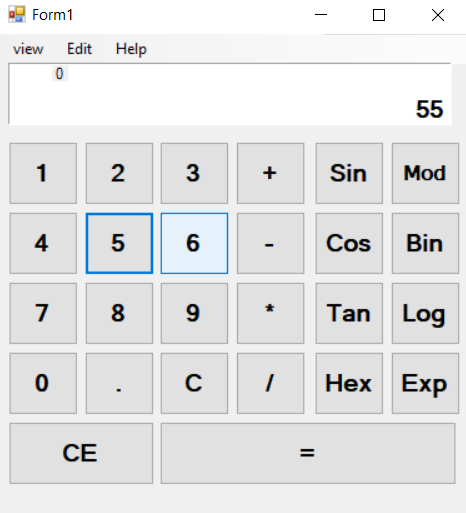 Form1
view Edit Help
0
55
1 2 3 + Sin Mod
4 5 6 - Cos Bin
7 8 9 * Tan Log
0 . C / Hex Exp
CE =